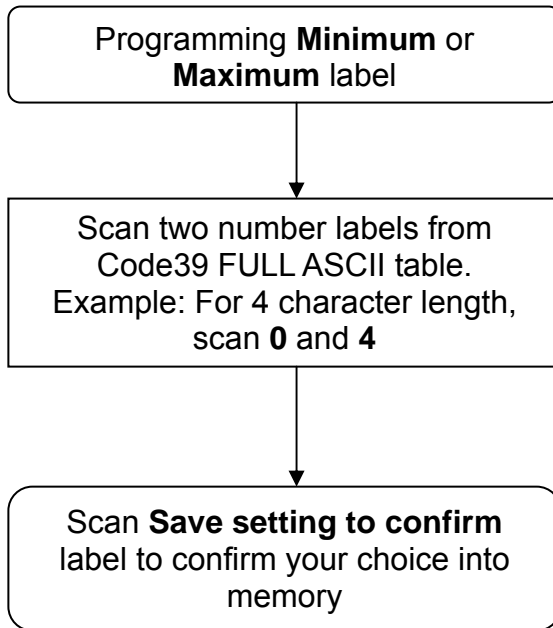 Programming Minimum or
Maximum label
Scan two number labels from
Code39 FULL ASCII table.
Example: For 4 character length,
scan 0 and 4
Scan Save setting to confirm
label to confirm your choice into
memory